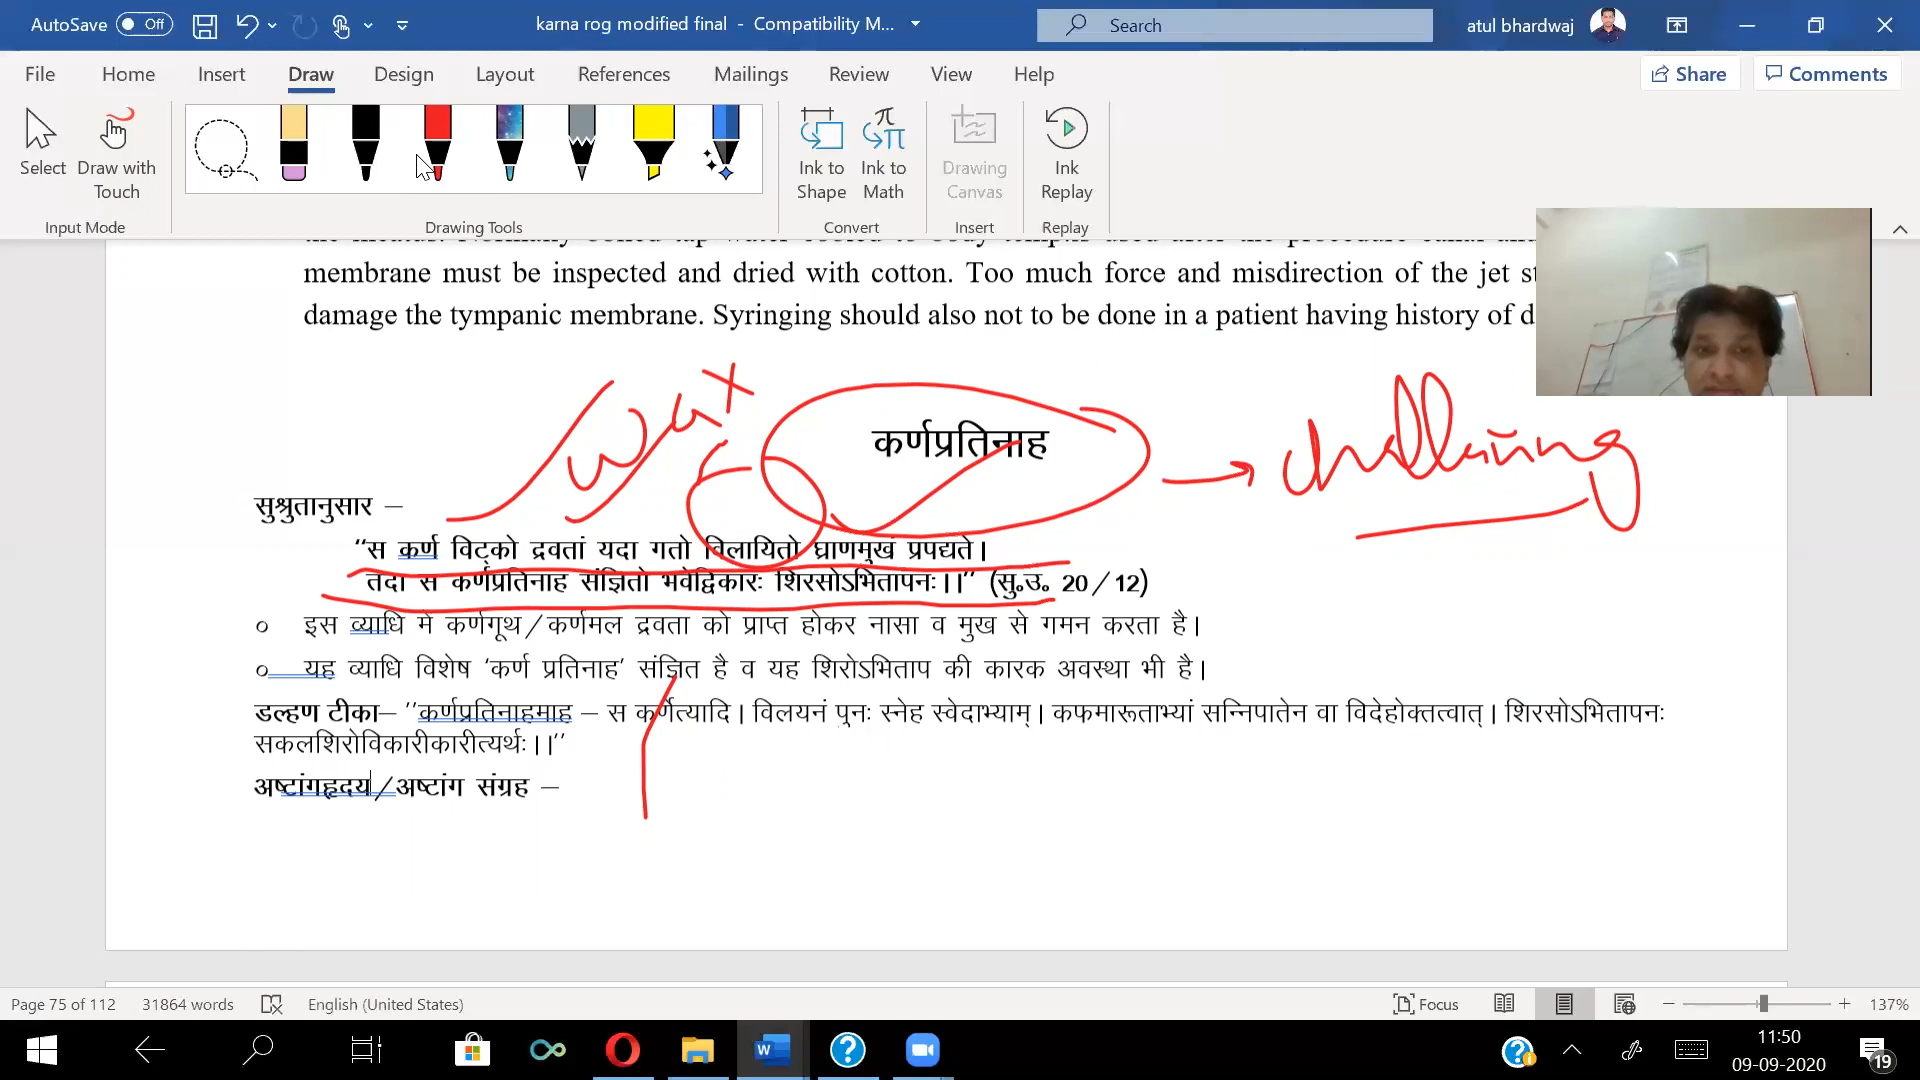 AutoSave Off karna rog modified final - Compatibility M... Search atul bhardwaj
File Home Insert Draw Design Layout References Mailings Review View Help Share Comments
Select Draw with Touch Ink to Shape Ink to Math Drawing Canvas Ink Replay
Input Mode Drawing Tools Convert Insert Replay
membrane must be inspected and dried with cotton. Too much force and misdirection of the jet st
damage the tympanic membrane. Syringing should also not to be done in a patient having history of d
wax
कर्णप्रतिनाह
सुश्रुतानुसार –
"स कर्ण विट्को द्रवतां यदा गतो विलायितो घ्राणमुखं प्रपद्यते।
तदा स कर्णप्रतिनाह संज्ञितो भवेद्विकारः शिरसोऽभितापनः।।" (सु॰उ॰ 20/12)
o इस व्याधि मे कर्णगूथ/कर्णमल द्रवता को प्राप्त होकर नासा व मुख से गमन करता है।
o यह व्याधि विशेष 'कर्ण प्रतिनाह' संज्ञित है व यह शिरोऽभिताप की कारक अवस्था भी है।
डल्हण टीका– "कर्णप्रतिनाहमाह – स कर्णेत्यादि। विलयनं पुनः स्नेह स्वेदाभ्याम्। कफमारूताभ्यां सन्निपातेन वा विदेहोक्तत्वात्। शिरसोऽभितापनः
सकलशिरोविकारीकारीत्यर्थः।।"
अष्टांगहृदय/अष्टांग संग्रह –
Page 75 of 112 31864 words English (United States) Focus 137%
11:50
09-09-2020
19